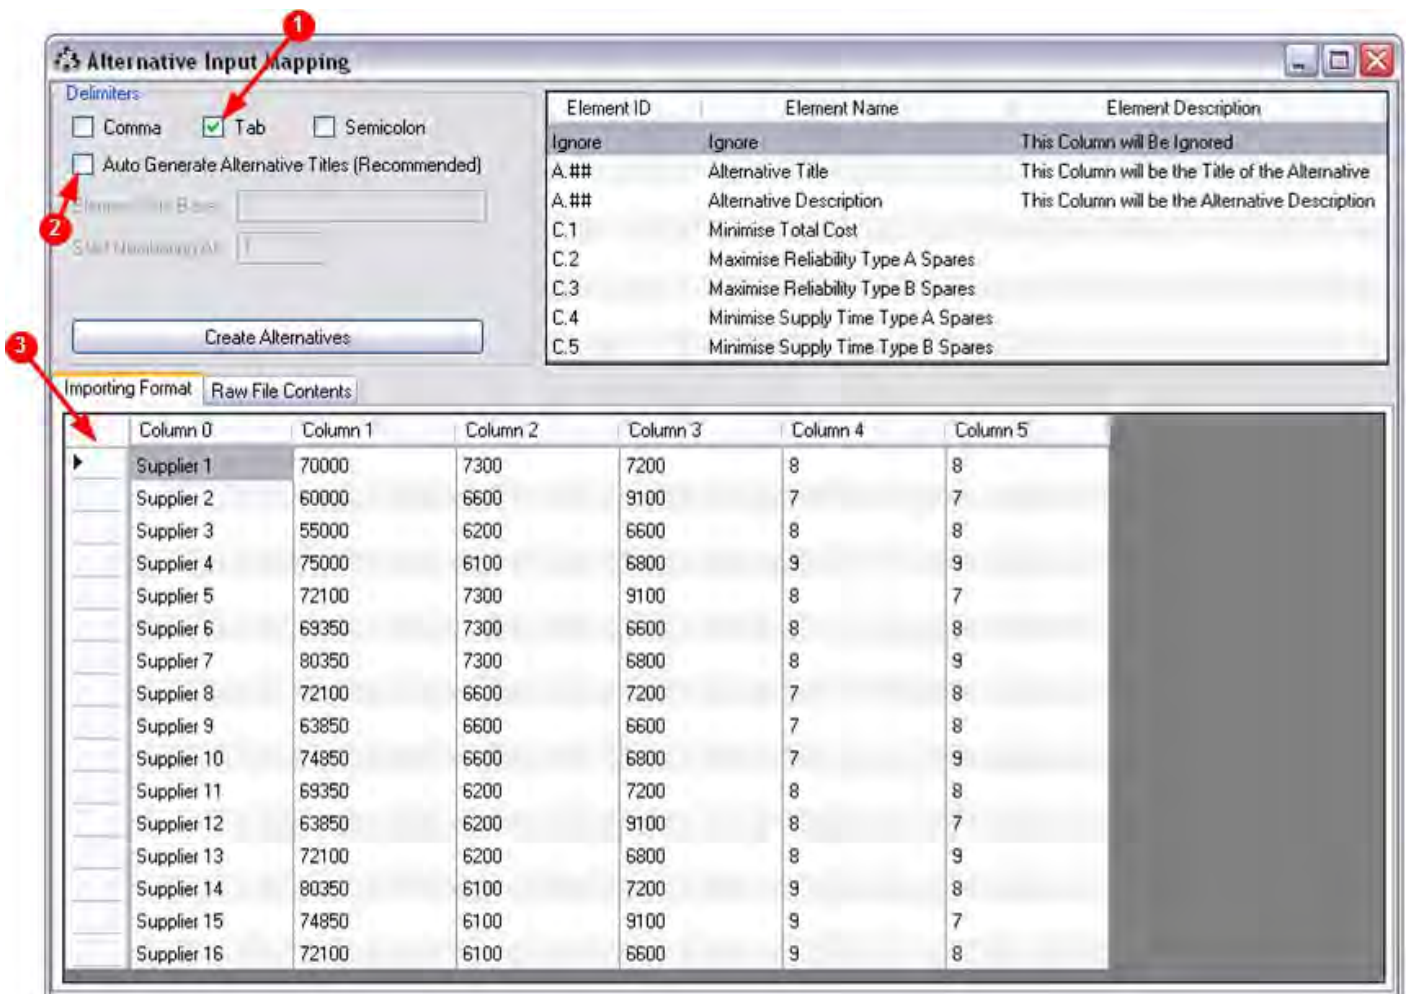 1
Alternative Input Mapping
Delimiters
Comma Tab Semicolon
Auto Generate Alternative Titles (Recommended)
2
Start Numbering At: 1
Create Alternatives
Element ID Element Name Element Description
Ignore Ignore This Column will Be Ignored
A.## Alternative Title This Column will be the Title of the Alternative
A.## Alternative Description This Column will be the Alternative Description
C.1 Minimise Total Cost
C.2 Maximise Reliability Type A Spares
C.3 Maximise Reliability Type B Spares
C.4 Minimise Supply Time Type A Spares
C.5 Minimise Supply Time Type B Spares
3
Importing Format Raw File Contents
Column 0 Column 1 Column 2 Column 3 Column 4 Column 5
Supplier 1 70000 7300 7200 8 8
Supplier 2 60000 6600 9100 7 7
Supplier 3 55000 6200 6600 8 8
Supplier 4 75000 6100 6800 9 9
Supplier 5 72100 7300 9100 8 7
Supplier 6 69350 7300 6600 8 8
Supplier 7 80350 7300 6800 8 9
Supplier 8 72100 6600 7200 7 8
Supplier 9 63850 6600 6600 7 8
Supplier 10 74850 6600 6800 7 9
Supplier 11 69350 6200 7200 8 8
Supplier 12 63850 6200 9100 8 7
Supplier 13 72100 6200 6800 8 9
Supplier 14 80350 6100 7200 9 8
Supplier 15 74850 6100 9100 9 7
Supplier 16 72100 6100 6600 9 8